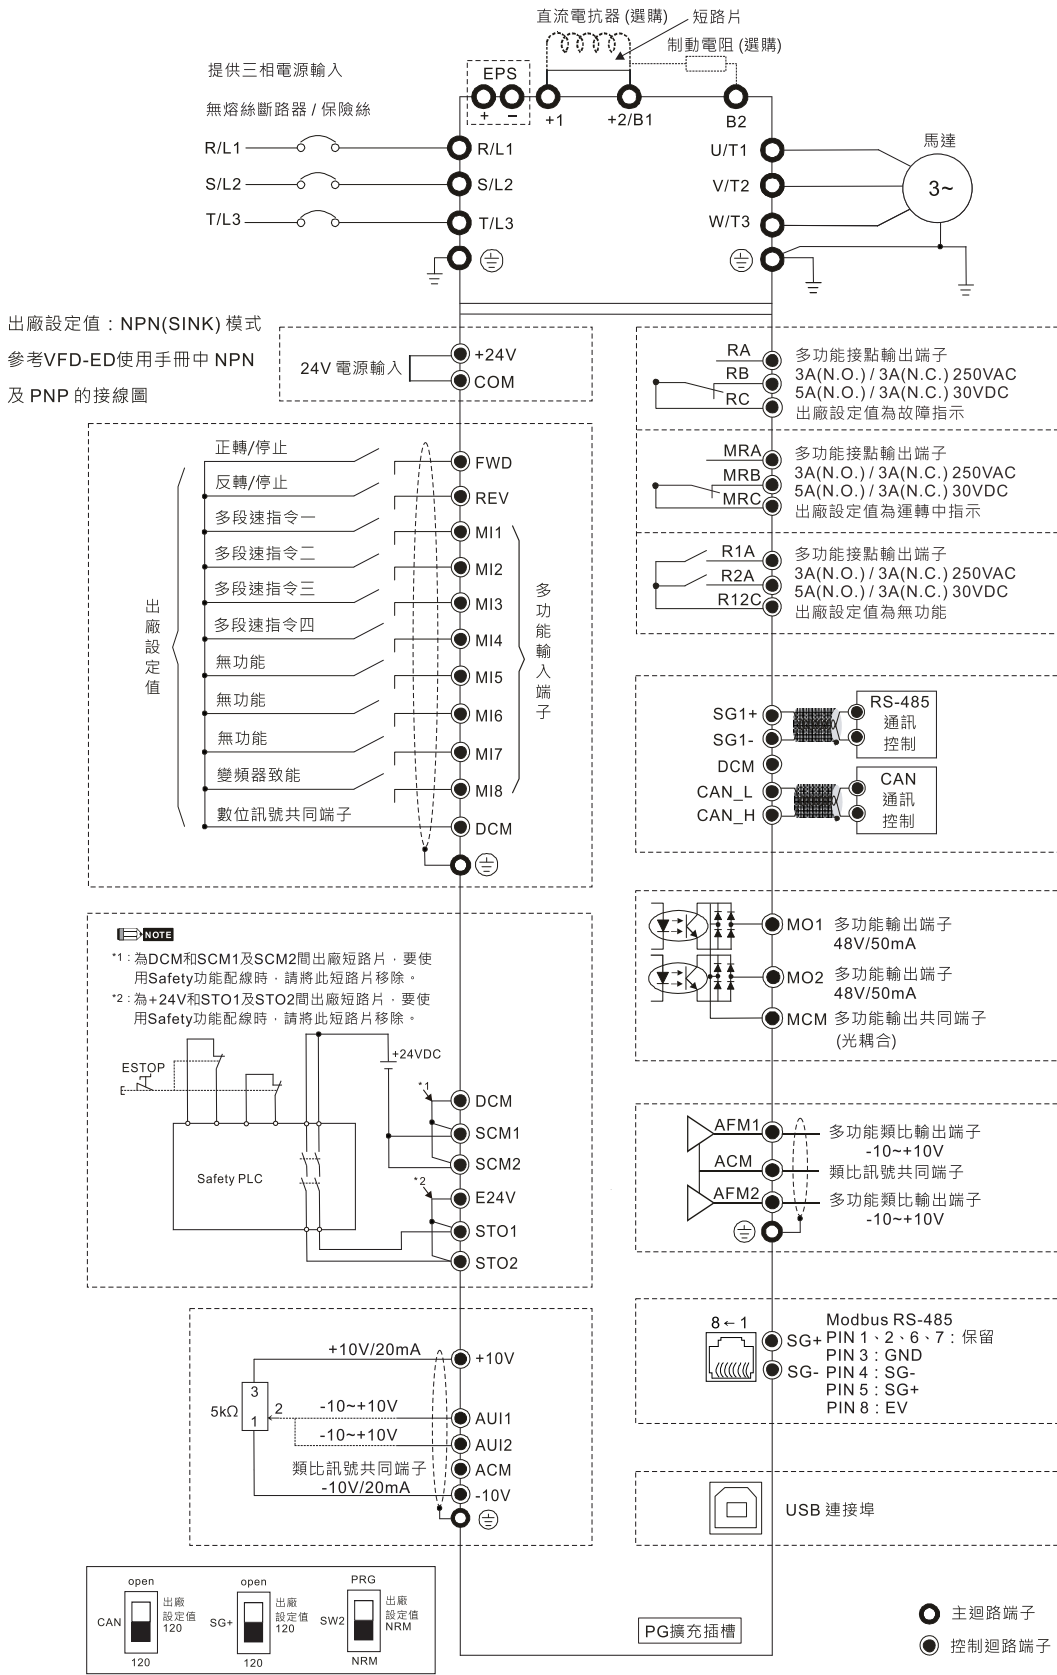 直流電抗器 (選購)
短路片
制動電阻 (選購)
提供三相電源輸入
EPS
+ −
+1
+2/B1
B2
無熔絲斷路器 / 保險絲
R/L1
R/L1
U/T1
馬達
S/L2
S/L2
V/T2
3~
T/L3
T/L3
W/T3
出廠設定值：NPN(SINK) 模式
參考VFD-ED使用手冊中 NPN
及 PNP 的接線圖
24V 電源輸入
+24V
COM
RA
RB
RC
多功能接點輸出端子
3A(N.O.) / 3A(N.C.) 250VAC
5A(N.O.) / 3A(N.C.) 30VDC
出廠設定值為故障指示
MRA
MRB
MRC
多功能接點輸出端子
3A(N.O.) / 3A(N.C.) 250VAC
5A(N.O.) / 3A(N.C.) 30VDC
出廠設定值為運轉中指示
R1A
R2A
R12C
多功能接點輸出端子
3A(N.O.) / 3A(N.C.) 250VAC
5A(N.O.) / 3A(N.C.) 30VDC
出廠設定值為無功能
出廠設定值
正轉/停止
FWD
反轉/停止
REV
多段速指令一
MI1
多段速指令二
MI2
多段速指令三
MI3
多段速指令四
MI4
無功能
MI5
無功能
MI6
無功能
MI7
變頻器致能
MI8
數位訊號共同端子
DCM
多功能輸入端子
SG1+
SG1-
DCM
CAN_L
CAN_H
RS-485
通訊
控制
CAN
通訊
控制
NOTE
*1：為DCM和SCM1及SCM2間出廠短路片，要使
用Safety功能配線時，請將此短路片移除。
*2：為+24V和STO1及STO2間出廠短路片，要使
用Safety功能配線時，請將此短路片移除。
ESTOP
+24VDC
Safety PLC
*1
DCM
SCM1
SCM2
*2
E24V
STO1
STO2
MO1
多功能輸出端子
48V/50mA
MO2
多功能輸出端子
48V/50mA
MCM
多功能輸出共同端子
(光耦合)
AFM1
多功能類比輸出端子
-10~+10V
ACM
類比訊號共同端子
AFM2
多功能類比輸出端子
-10~+10V
+10V/20mA
+10V
5kΩ
3
1
2
-10~+10V
AUI1
-10~+10V
AUI2
類比訊號共同端子
ACM
-10V/20mA
-10V
8←1
SG+
SG-
Modbus RS-485
PIN 1、2、6、7：保留
PIN 3：GND
PIN 4：SG-
PIN 5：SG+
PIN 8：EV
USB 連接埠
open
CAN
出廠
設定值
120
120
open
SG+
出廠
設定值
120
120
PRG
SW2
出廠
設定值
NRM
NRM
PG擴充插槽
主迴路端子
控制迴路端子